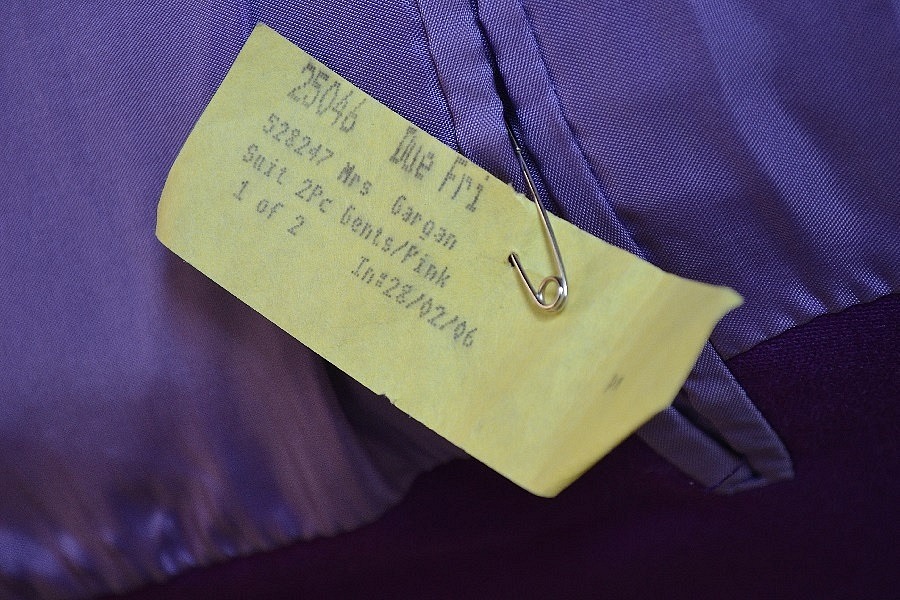 25046 Due Fri
528247 Mrs Gargan
Suit 2Pc Gents/Pink
1 of 2
In:28/02/06